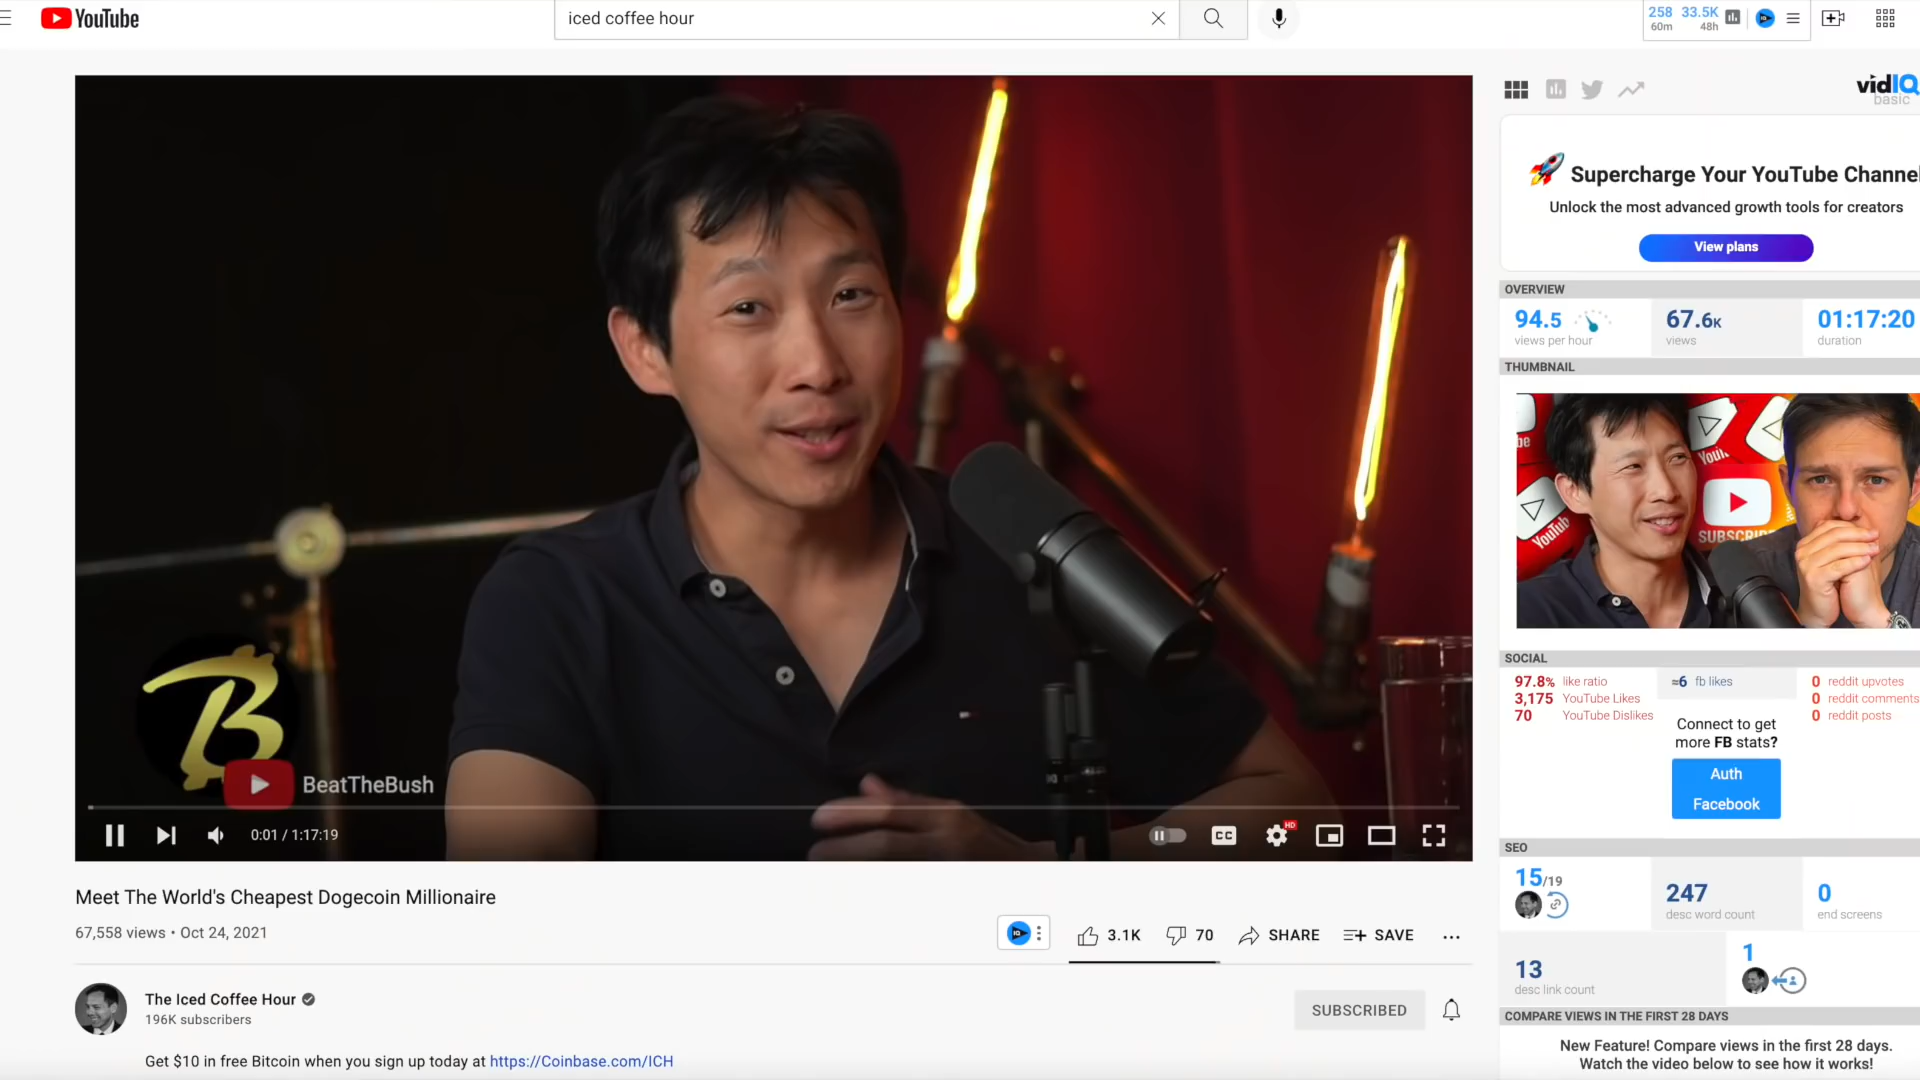 YouTube
iced coffee hour
258 33.5K
60m 48h
vidIQ
basic
Supercharge Your YouTube Channel
Unlock the most advanced growth tools for creators
View plans
OVERVIEW
94.5 67.6K 01:17:20
views per hour views duration
THUMBNAIL
YouTube
SUBSCRIBE
SOCIAL
97.8% like ratio ≈6 fb likes 0 reddit upvotes
3,175 YouTube Likes 0 reddit comments
70 YouTube Dislikes 0 reddit posts
Connect to get
more FB stats?
Auth
Facebook
SEO
15/19 247 0
desc word count end screens
13 1
desc link count
COMPARE VIEWS IN THE FIRST 28 DAYS
New Feature! Compare views in the first 28 days.
Watch the video below to see how it works!
B
BeatTheBush
0:01 / 1:17:19
CC HD
Meet The World's Cheapest Dogecoin Millionaire
67,558 views • Oct 24, 2021
IQ 3.1K 70 SHARE SAVE
The Iced Coffee Hour
196K subscribers
SUBSCRIBED
Get $10 in free Bitcoin when you sign up today at https://Coinbase.com/ICH